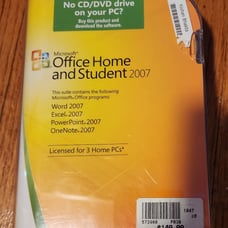 No CD/DVD drive
on your PC?
Buy this product and
download the software.
Microsoft
Office Home
and Student 2007
This suite contains the following
Microsoft Office programs:
Word 2007
Excel 2007
PowerPoint 2007
OneNote 2007
Licensed for 3 Home PCs*